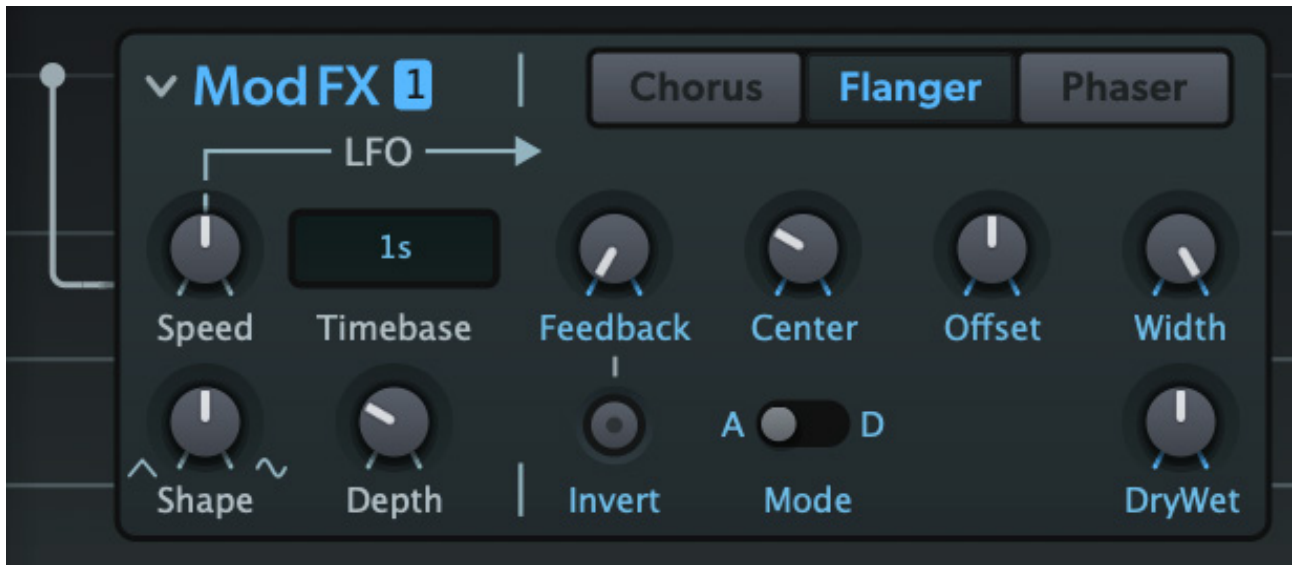 Mod FX 1
Chorus Flanger Phaser
LFO
1s
Speed Timebase Feedback Center Offset Width
A D
Shape Depth Invert Mode DryWet